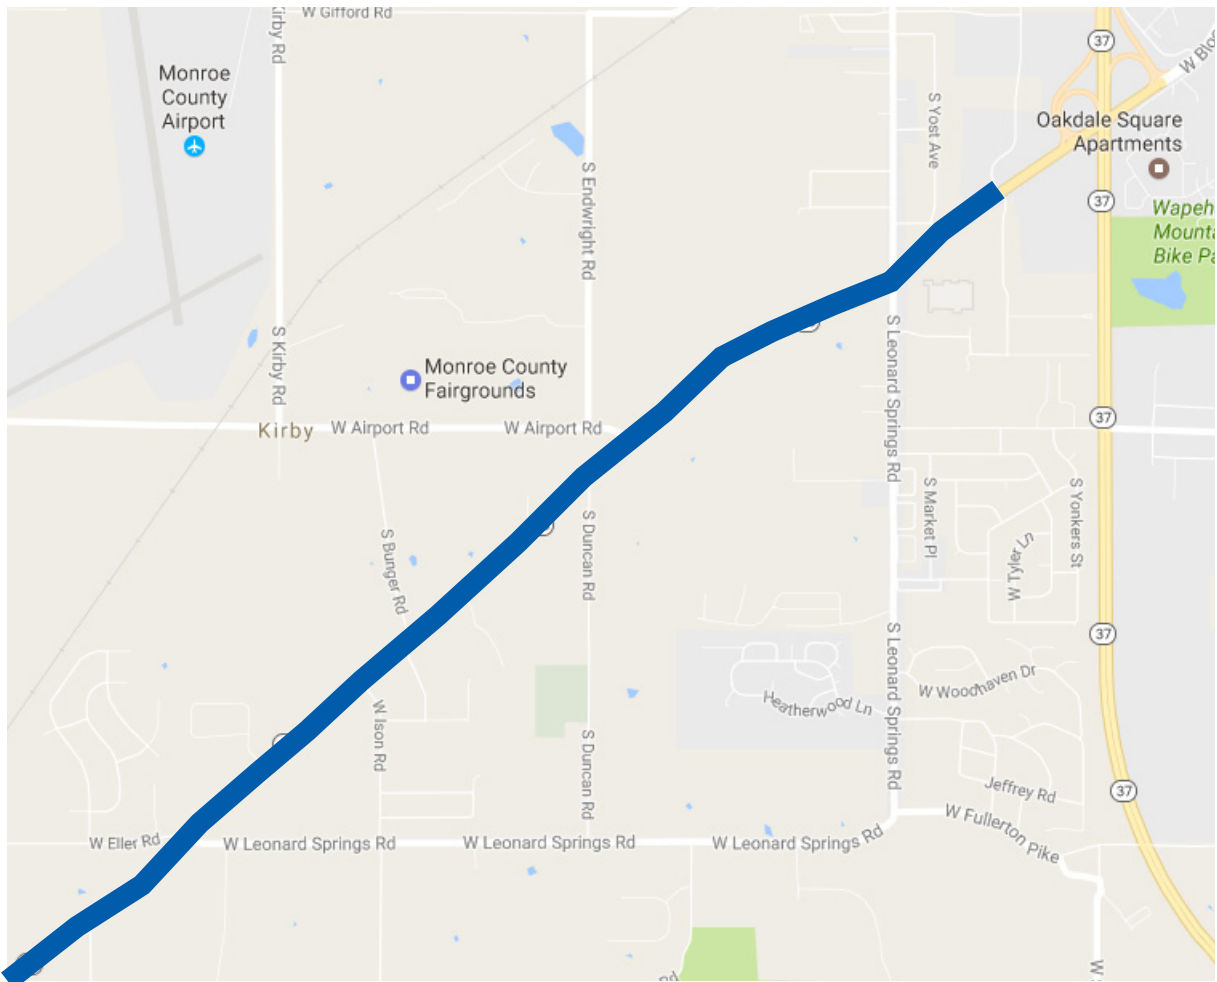 W Gifford Rd
Kirby Rd
37
W Bloo
Monroe
County
Airport
S Yost Ave
Oakdale Square
Apartments
S Endwright Rd
37
Wapeh
Mounta
Bike Pa
S Kirby Rd
S Leonard Springs Rd
Monroe County
Fairgrounds
Kirby
W Airport Rd
W Airport Rd
37
S Market Pl
S Yonkers St
S Duncan Rd
S Bunger Rd
W Tyler Ln
S Leonard Springs Rd
37
W Woodhaven Dr
Heatherwood Ln
W Ison Rd
S Duncan Rd
Jeffrey Rd
37
W Eller Rd
W Leonard Springs Rd
W Leonard Springs Rd
W Leonard Springs Rd
W Fullerton Pike
Rd
W